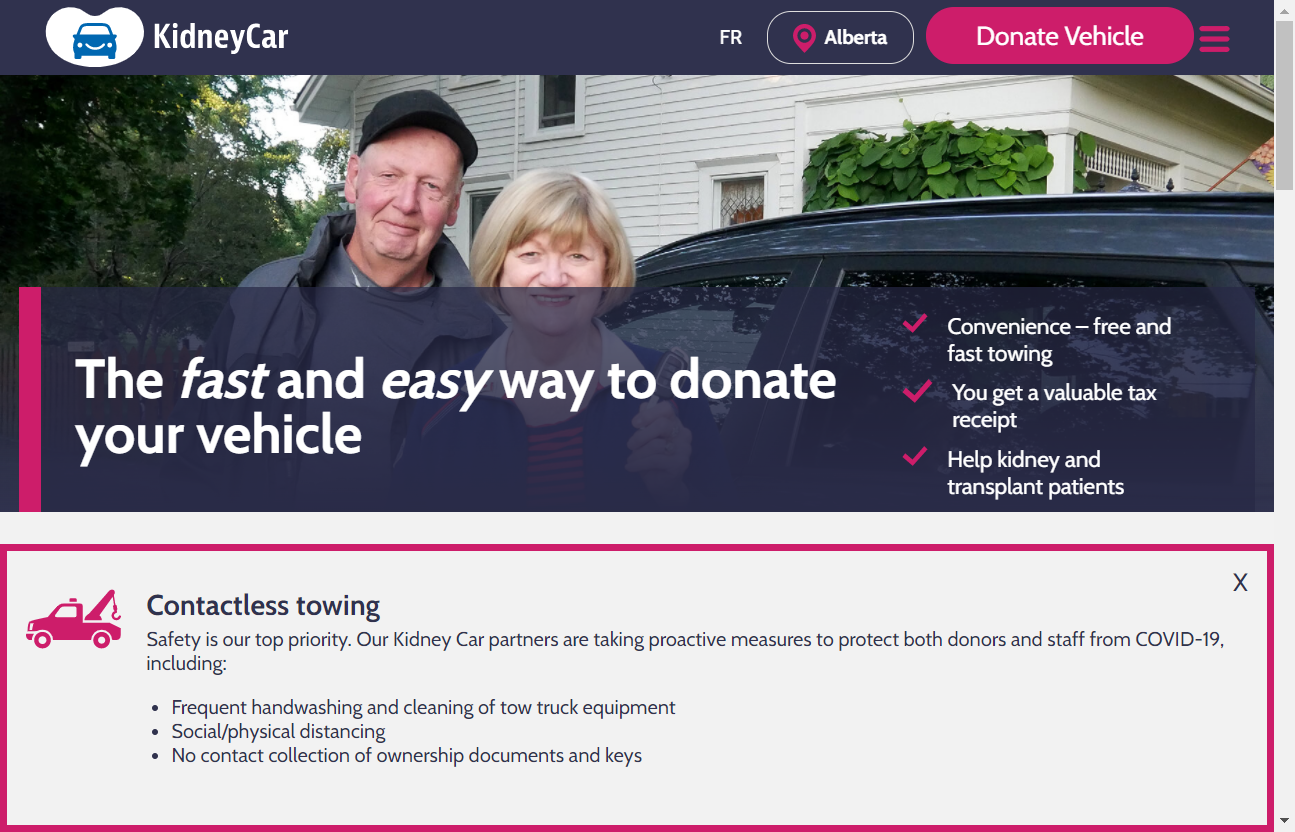 KidneyCar
FR
Alberta
Donate Vehicle
The fast and easy way to donate
your vehicle
Convenience – free and
fast towing
You get a valuable tax
receipt
Help kidney and
transplant patients
X
Contactless towing
Safety is our top priority. Our Kidney Car partners are taking proactive measures to protect both donors and staff from COVID-19,
including:
• Frequent handwashing and cleaning of tow truck equipment
• Social/physical distancing
• No contact collection of ownership documents and keys